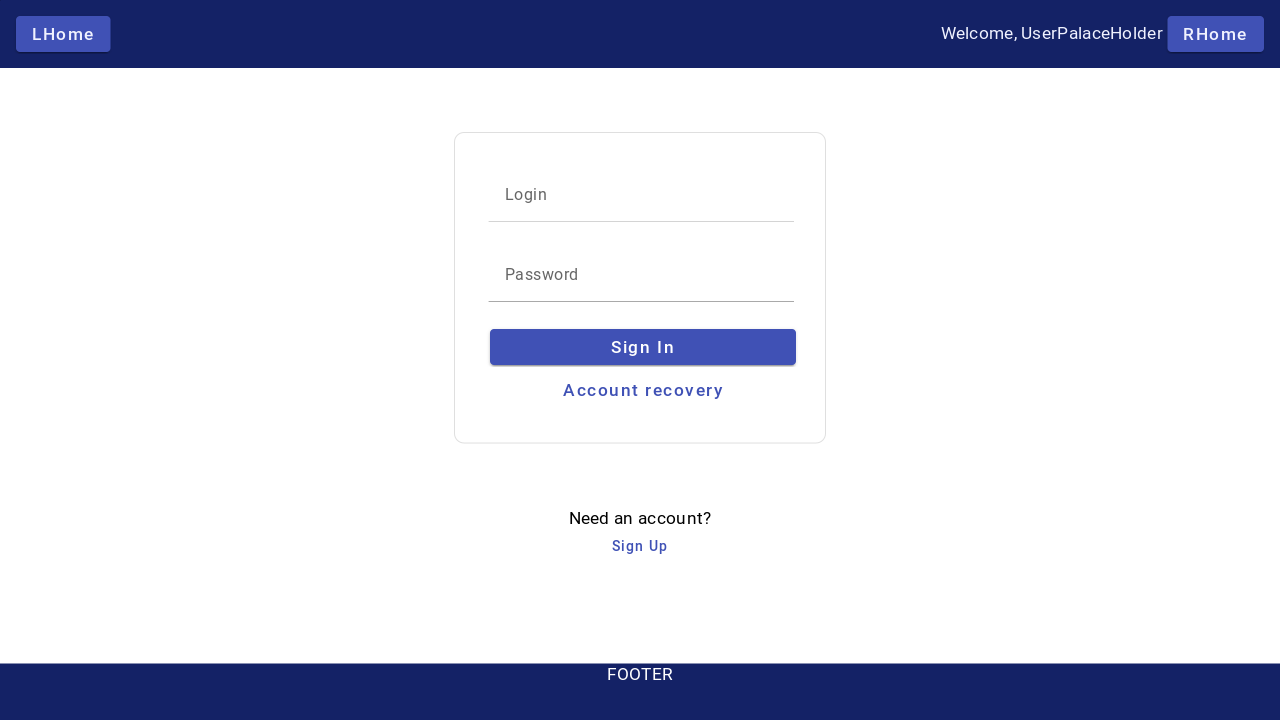 LHome
Welcome, UserPalaceHolder RHome
Login
Password
Sign In
Account recovery
Need an account?
Sign Up
FOOTER